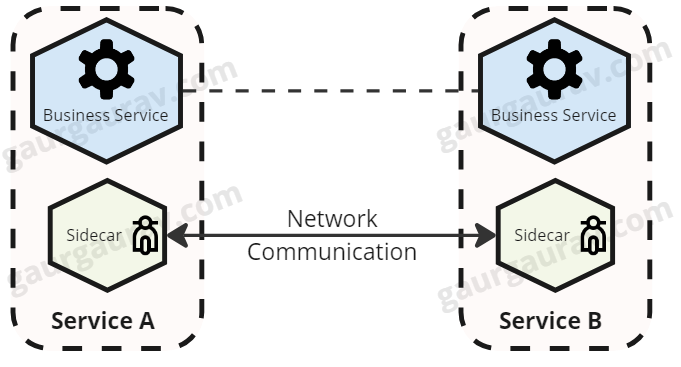 Business Service
Business Service
Sidecar
Network
Communication
Sidecar
Service A
Service B
gaurgaurav.com
gaurgaurav.com
gaurgaurav.com
gaurgaurav.com